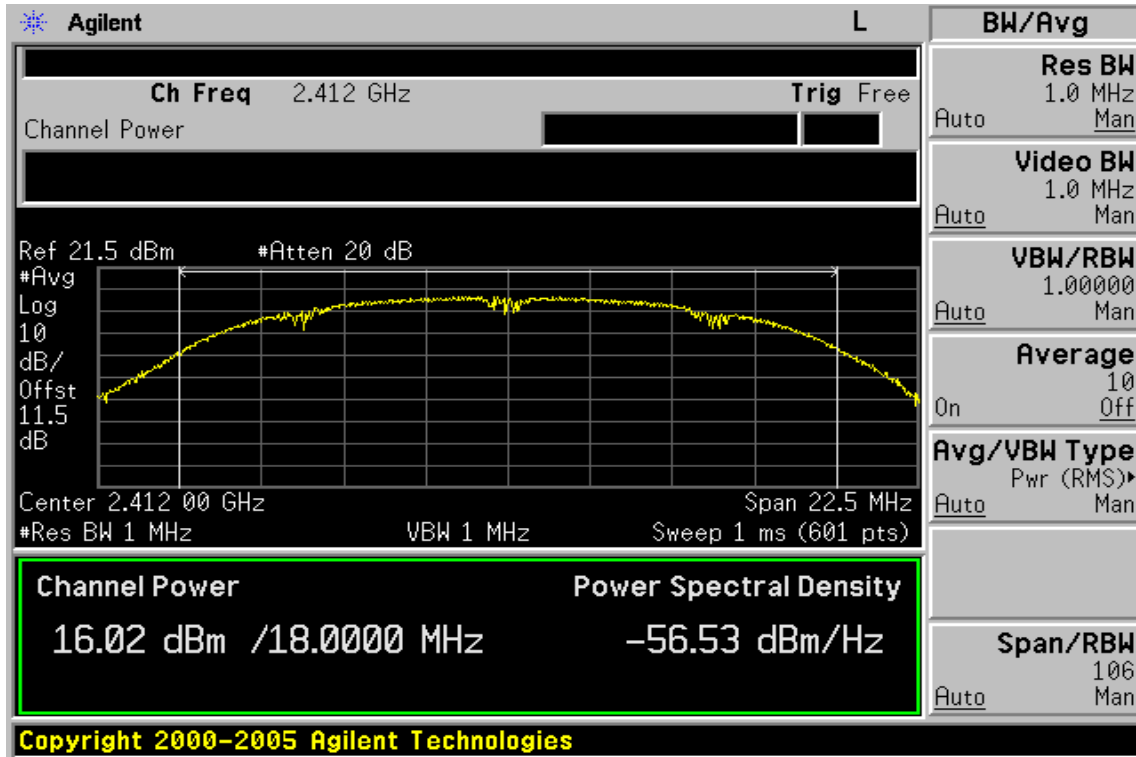 Agilent L
Ch Freq 2.412 GHz Trig Free
Channel Power
Ref 21.5 dBm #Atten 20 dB
#Avg
Log
10
dB/
Offst
11.5
dB
Center 2.412 00 GHz Span 22.5 MHz
#Res BW 1 MHz VBW 1 MHz Sweep 1 ms (601 pts)
Channel Power Power Spectral Density
16.02 dBm /18.0000 MHz -56.53 dBm/Hz
BW/Avg
Res BW
1.0 MHz
Auto Man
Video BW
1.0 MHz
Auto Man
VBW/RBW
1.00000
Auto Man
Average
10
On Off
Avg/VBW Type
Pwr (RMS)▸
Auto Man
Span/RBW
106
Auto Man
Copyright 2000-2005 Agilent Technologies